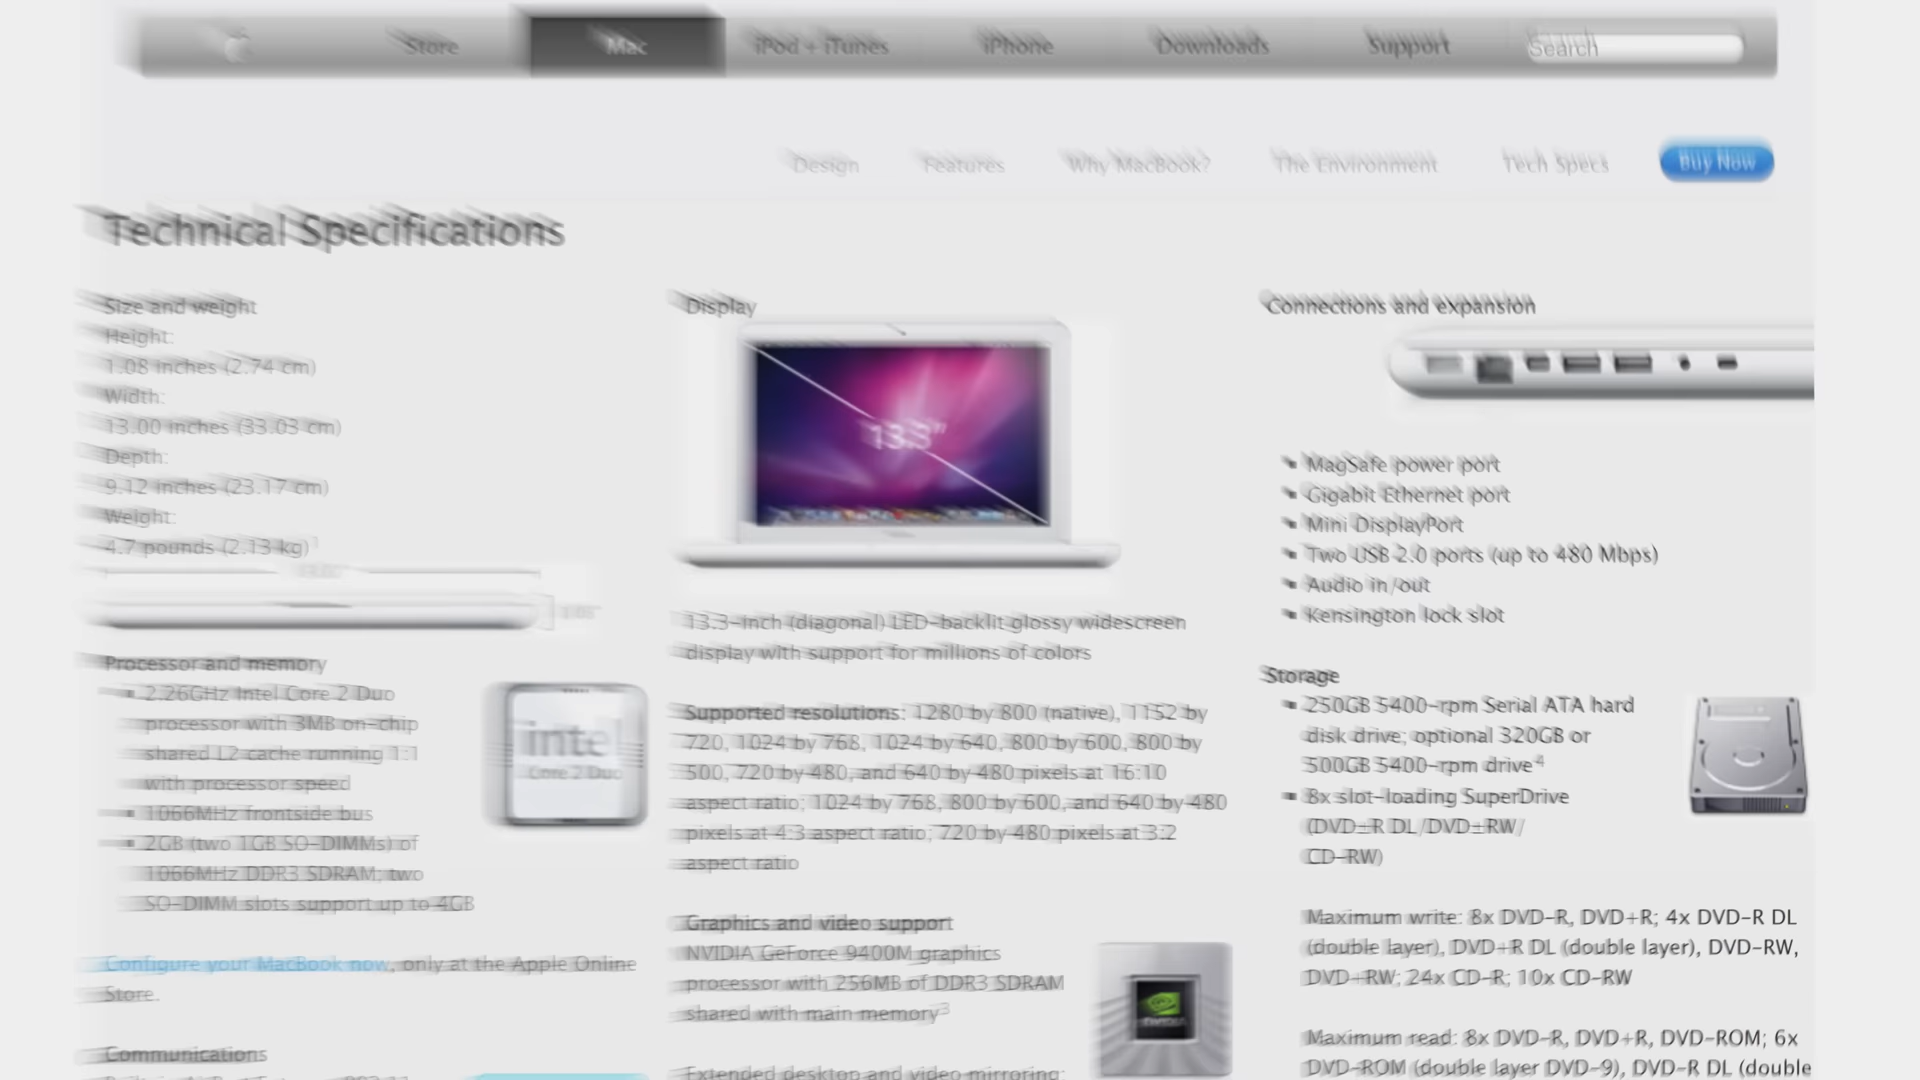 Store
Mac
iPod + iTunes
iPhone
Downloads
Support
Search
Design
Features
Why MacBook?
The Environment
Tech Specs
Buy Now
Technical Specifications
Size and weight
Height:
1.08 inches (2.74 cm)
Width:
13.00 inches (33.03 cm)
Depth:
9.12 inches (23.17 cm)
Weight:
4.7 pounds (2.13 kg)1
Processor and memory
2.26GHz Intel Core 2 Duo
processor with 3MB on-chip
shared L2 cache running 1:1
with processor speed
1066MHz frontside bus
2GB (two 1GB SO-DIMMs) of
1066MHz DDR3 SDRAM; two
SO-DIMM slots support up to 4GB
intel
Core 2 Duo
Configure your MacBook now, only at the Apple Online
Store.
Communications
Display
13.3"
13.3-inch (diagonal) LED-backlit glossy widescreen
display with support for millions of colors
Supported resolutions: 1280 by 800 (native), 1152 by
720, 1024 by 768, 1024 by 640, 800 by 600, 800 by
500, 720 by 480, and 640 by 480 pixels at 16:10
aspect ratio; 1024 by 768, 800 by 600, and 640 by 480
pixels at 4:3 aspect ratio; 720 by 480 pixels at 3:2
aspect ratio
Graphics and video support
NVIDIA GeForce 9400M graphics
processor with 256MB of DDR3 SDRAM
shared with main memory3
NVIDIA
Extended desktop and video mirroring:
Connections and expansion
MagSafe power port
Gigabit Ethernet port
Mini DisplayPort
Two USB 2.0 ports (up to 480 Mbps)
Audio in/out
Kensington lock slot
Storage
250GB 5400-rpm Serial ATA hard
disk drive; optional 320GB or
500GB 5400-rpm drive4
8x slot-loading SuperDrive
(DVD±R DL/DVD±RW/
CD-RW)
Maximum write: 8x DVD-R, DVD+R; 4x DVD-R DL
(double layer), DVD+R DL (double layer), DVD-RW,
DVD+RW; 24x CD-R; 10x CD-RW
Maximum read: 8x DVD-R, DVD+R, DVD-ROM; 6x
DVD-ROM (double layer DVD-9), DVD-R DL (double